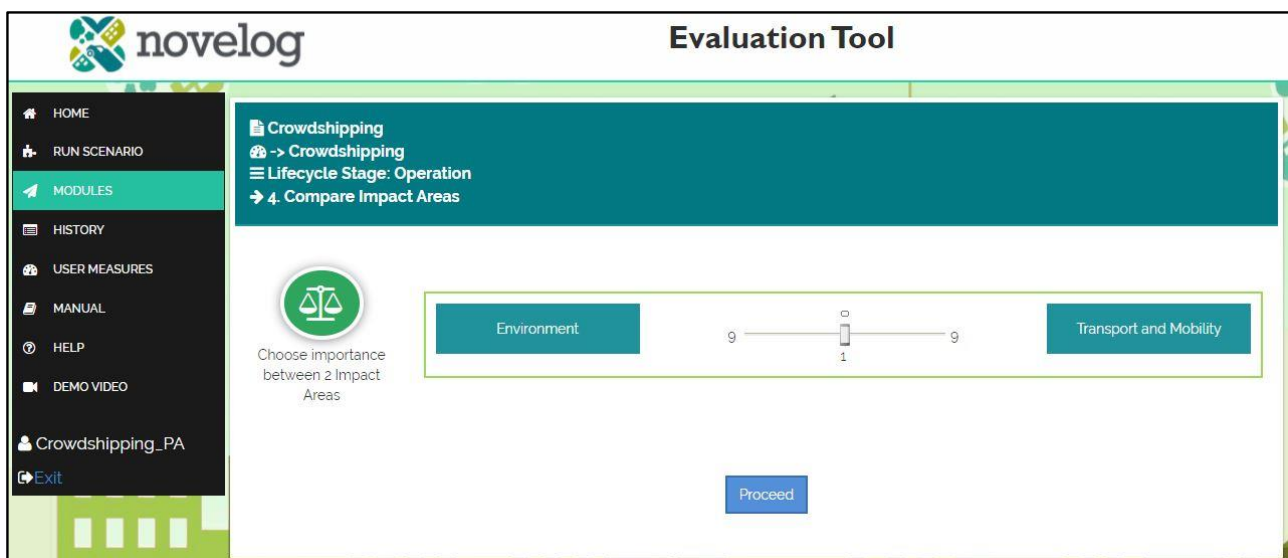 novelog
Evaluation Tool
HOME
RUN SCENARIO
MODULES
HISTORY
USER MEASURES
MANUAL
HELP
DEMO VIDEO
Crowdshipping_PA
Exit
Crowdshipping
-> Crowdshipping
Lifecycle Stage: Operation
4. Compare Impact Areas
Choose importance
between 2 Impact
Areas
Environment
9
0
1
9
Transport and Mobility
Proceed